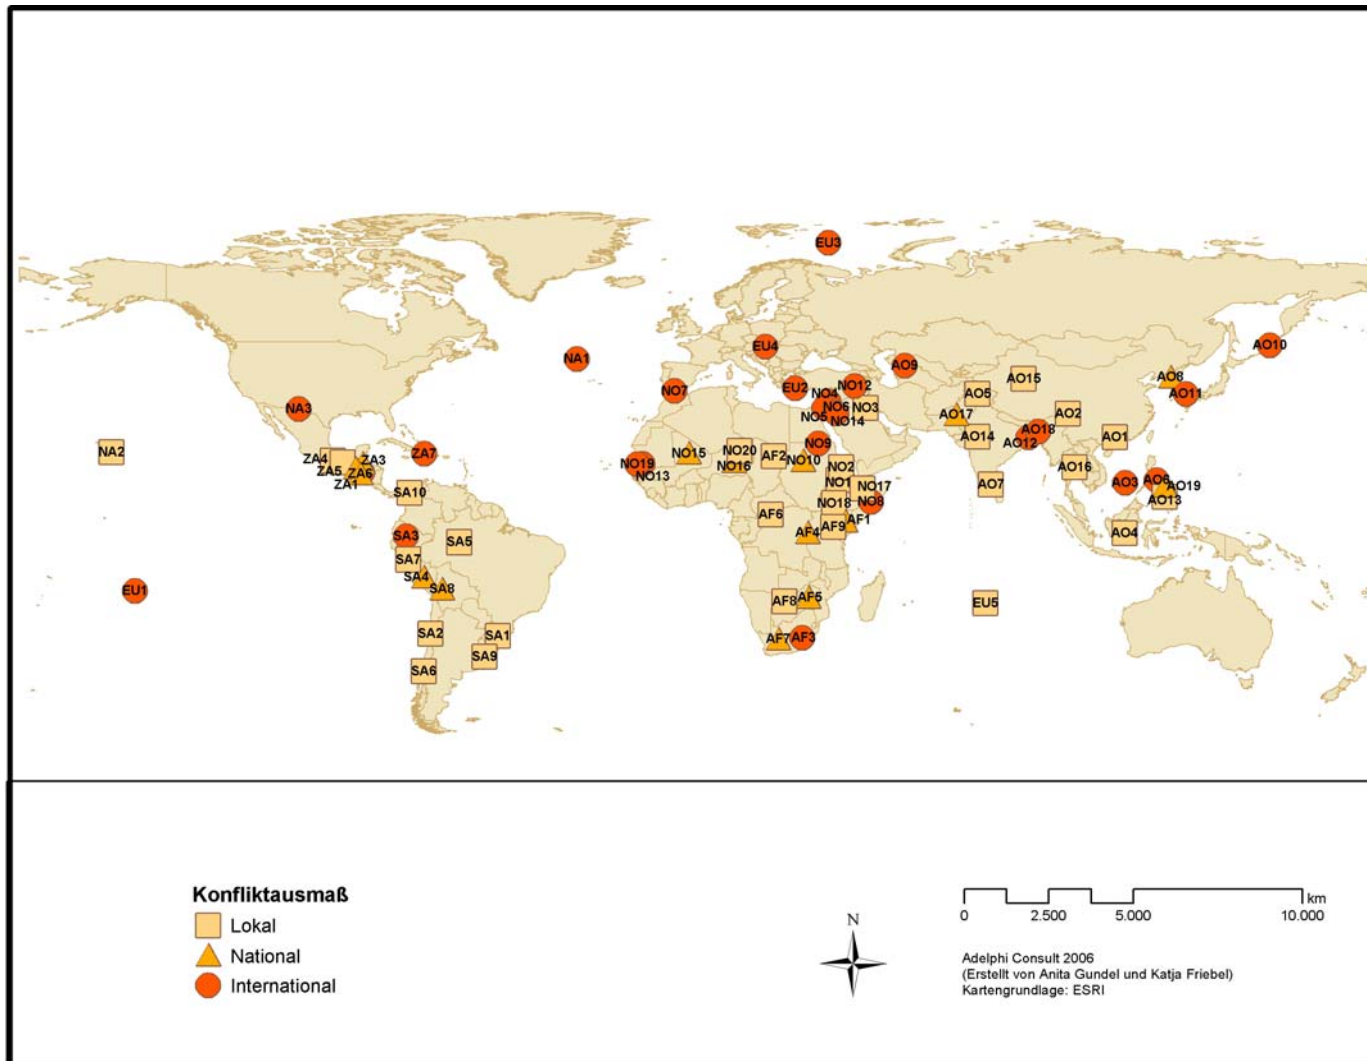 EU3
NA1
EU4
AO10
AO9
AO8
AO15
NO7
EU2
NO4
NO12
AO5
AO11
NA3
NO6
NO3
NO5
NO14
AO17
AO2
NA2
ZA7
ZA4
ZA3
ZA5
ZA6
ZA1
NO19
NO13
NO15
NO20
NO16
AF2
NO9
NO10
NO2
NO1
NO17
NO8
NO18
AO14
AO18
AO12
AO1
AO16
AO7
AO3
AO6
AO19
AO13
SA10
SA3
SA5
SA7
SA4
SA8
AF6
AF4
AF9
AF1
AO4
EU1
AF8
AF5
EU5
SA2
SA1
SA9
SA6
AF7
AF3
Konfliktausmaß
Lokal
National
International
N
km
0 2.500 5.000 10.000
Adelphi Consult 2006
(Erstellt von Anita Gundel und Katja Friebel)
Kartengrundlage: ESRI